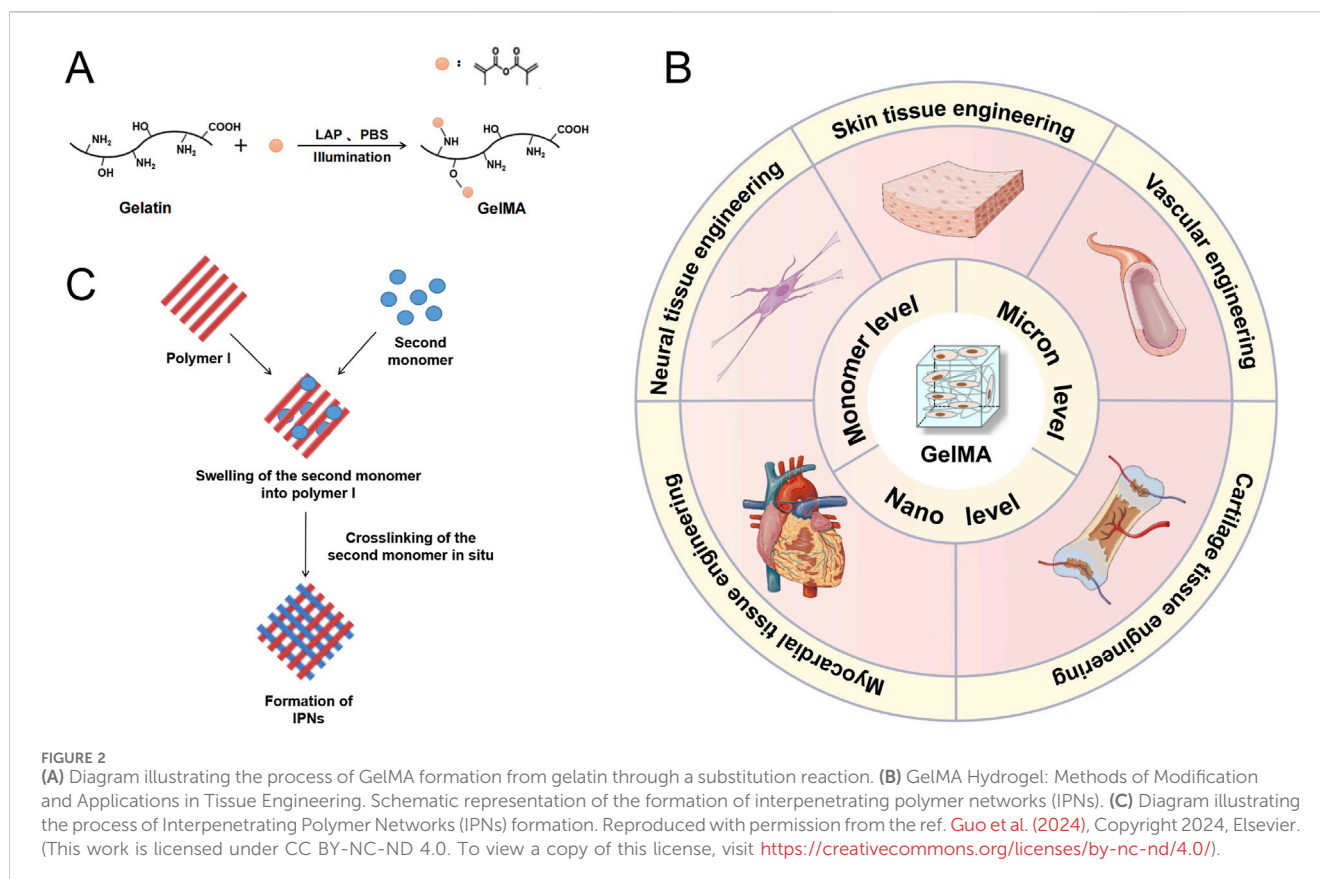 A
:
O O
O
HO
COOH
NH₂
NH₂
NH₂
OH
+
LAP 、PBS
Illumination
NH
HO
COOH
NH₂
NH₂
O
Gelatin
GelMA
B
Skin tissue engineering
Vascular engineering
Cartilage tissue engineering
Myocardial tissue engineering
Neural tissue engineering
Monomer level
Micron level
Nano level
GelMA
C
Polymer I
Second
monomer
Swelling of the second monomer
into polymer I
Crosslinking of the
second monomer in situ
Formation of
IPNs
FIGURE 2
(A) Diagram illustrating the process of GelMA formation from gelatin through a substitution reaction. (B) GelMA Hydrogel: Methods of Modification
and Applications in Tissue Engineering. Schematic representation of the formation of interpenetrating polymer networks (IPNs). (C) Diagram illustrating
the process of Interpenetrating Polymer Networks (IPNs) formation. Reproduced with permission from the ref. Guo et al. (2024), Copyright 2024, Elsevier.
(This work is licensed under CC BY-NC-ND 4.0. To view a copy of this license, visit https://creativecommons.org/licenses/by-nc-nd/4.0/).